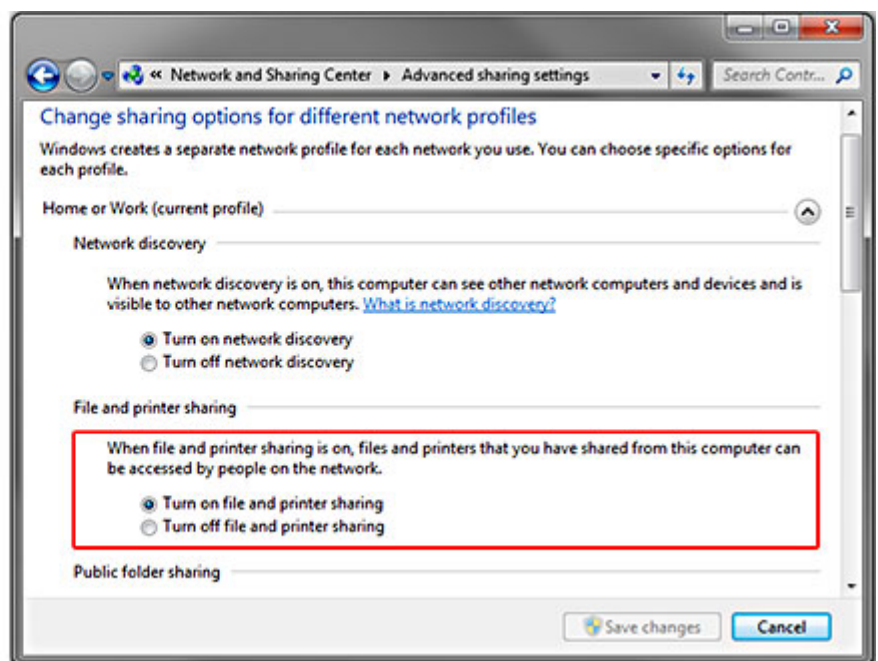 « Network and Sharing Center ▸ Advanced sharing settings
Search Contr...
Change sharing options for different network profiles
Windows creates a separate network profile for each network you use. You can choose specific options for
each profile.
Home or Work (current profile)
Network discovery
When network discovery is on, this computer can see other network computers and devices and is
visible to other network computers. What is network discovery?
Turn on network discovery
Turn off network discovery
File and printer sharing
When file and printer sharing is on, files and printers that you have shared from this computer can
be accessed by people on the network.
Turn on file and printer sharing
Turn off file and printer sharing
Public folder sharing
Save changes
Cancel